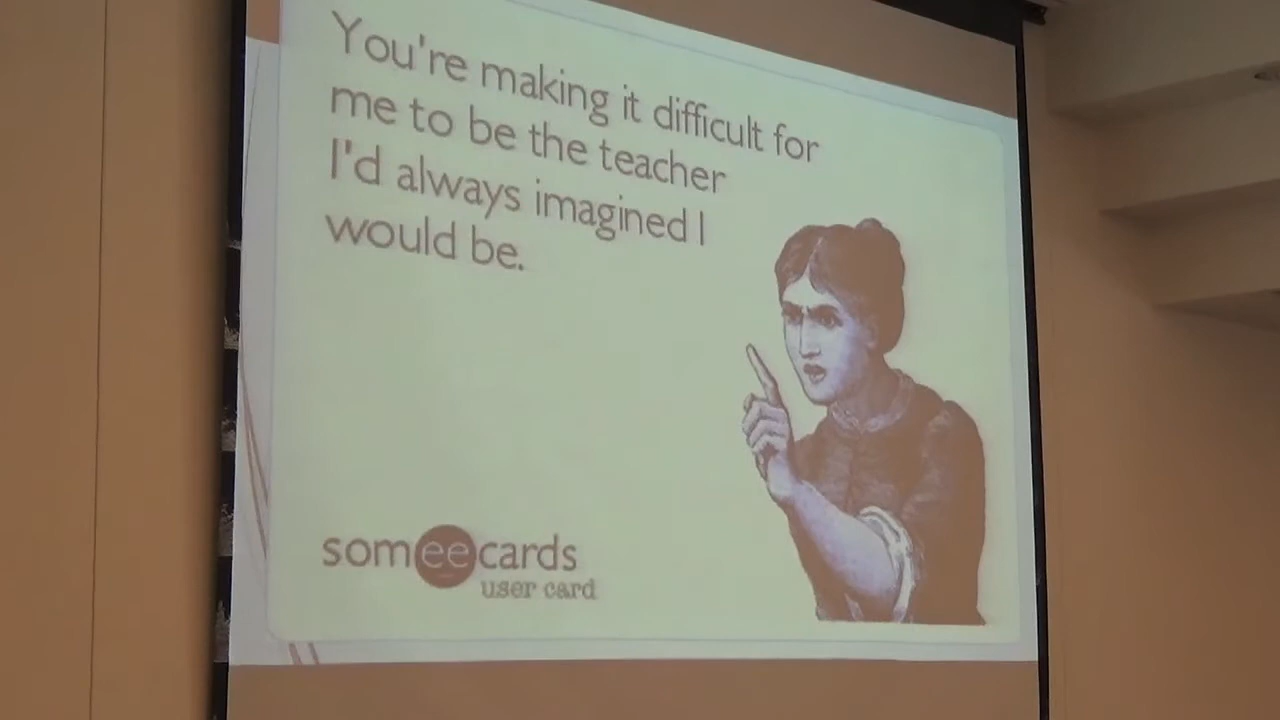 You're making it difficult for
me to be the teacher
I'd always imagined I
would be.
someecards
user card